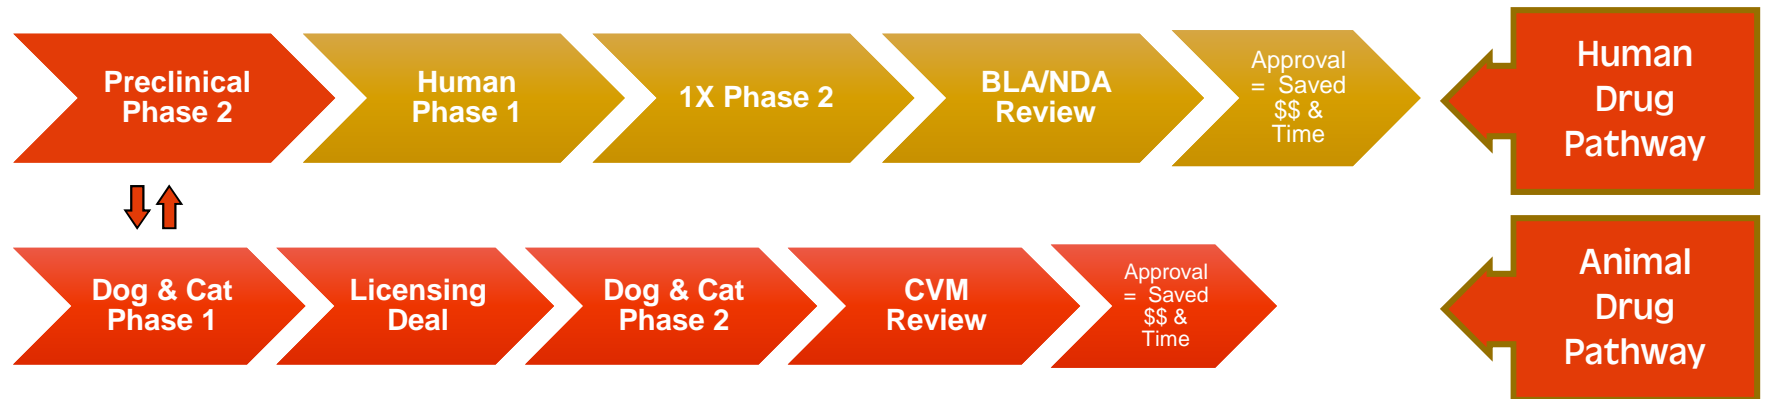 Preclinical
Phase 2
Human
Phase 1
1X Phase 2
BLA/NDA
Review
Approval
= Saved
$$ &
Time
Human
Drug
Pathway
Dog & Cat
Phase 1
Licensing
Deal
Dog & Cat
Phase 2
CVM
Review
Approval
= Saved
$$ &
Time
Animal
Drug
Pathway